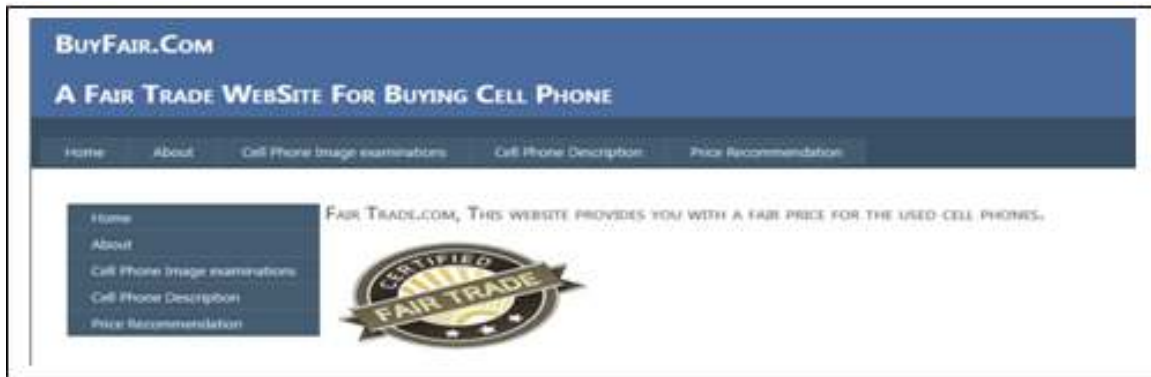 BuyFair.Com
A Fair Trade WebSite For Buying Cell Phone
Home About Cell Phone Image examinations Cell Phone Description Price Recommendation
Fair Trade.com, This website provides you with a fair price for the used cell phones.
Home
About
Cell Phone Image examinations
Cell Phone Description
Price Recommendation
CERTIFIED
FAIR TRADE